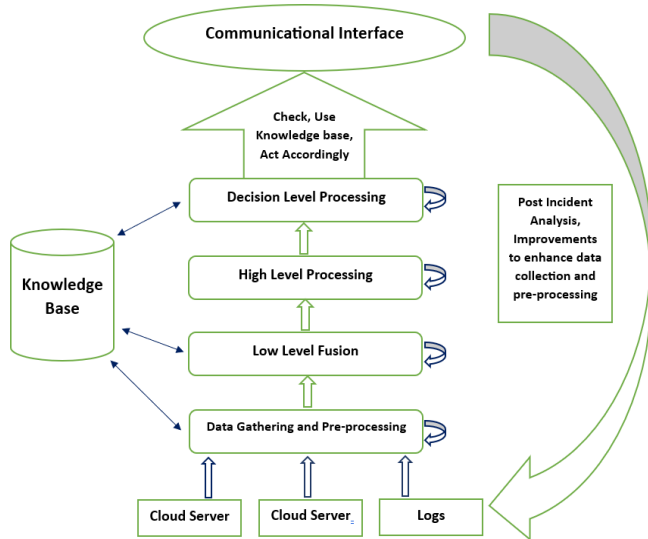 Communicational Interface
Check, Use
Knowledge base,
Act Accordingly
Decision Level Processing
Post Incident
Analysis,
Improvements
to enhance data
collection and
pre-processing
High Level Processing
Knowledge
Base
Low Level Fusion
Data Gathering and Pre-processing
Cloud Server
Cloud Server
Logs